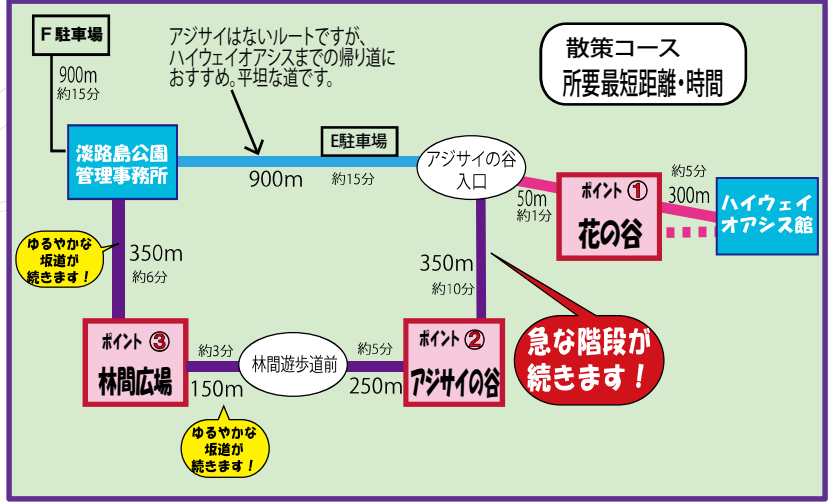 F駐車場
900m
約15分
アジサイはないルートですが、
ハイウェイオアシスまでの帰り道に
おすすめ。平坦な道です。
散策コース
所要最短距離・時間
淡路島公園
管理事務所
E駐車場
900m
約15分
アジサイの谷
入口
50m
約1分
ポイント①
花の谷
約5分
300m
ハイウェイ
オアシス館
ゆるやかな
坂道が
続きます!
350m
約6分
350m
約10分
急な階段が
続きます!
ポイント③
林間広場
約3分
150m
林間遊歩道前
約5分
250m
ポイント②
アジサイの谷
ゆるやかな
坂道が
続きます!